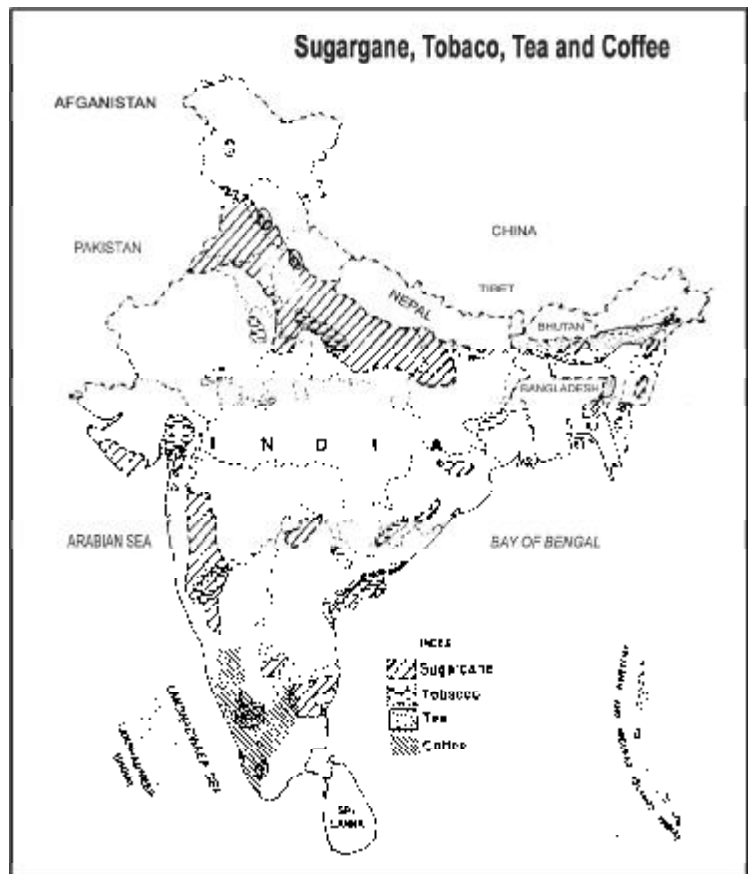 Sugargane, Tobaco, Tea and Coffee
AFGANISTAN
CHINA
PAKISTAN
TIBET
NEPAL
BHUTAN
BANGLADESH
I N D I A
ARABIAN SEA
BAY OF BENGAL
Sugargane
Tobacco
Tea
Coffee
SRI
LANKA